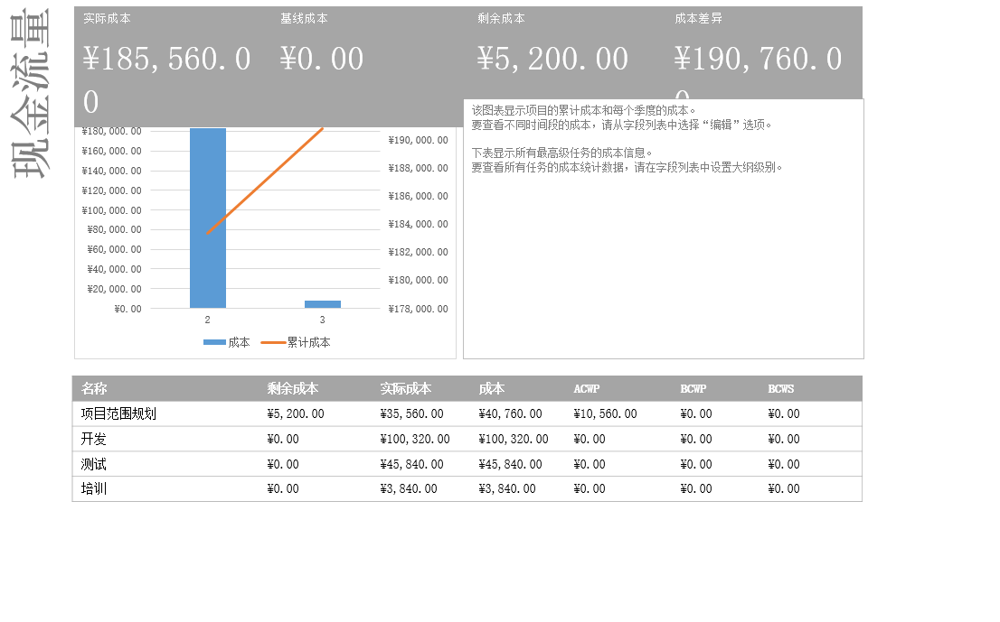 现金流量
实际成本 基线成本 剩余成本 成本差异
¥185,560.0 ¥0.00 ¥5,200.00 ¥190,760.0
0 0
该图表显示项目的累计成本和每个季度的成本。
要查看不同时间段的成本，请从字段列表中选择“编辑”选项。
下表显示所有最高级任务的成本信息。
要查看所有任务的成本统计数据，请在字段列表中设置大纲级别。
¥180,000.00
¥160,000.00
¥140,000.00
¥120,000.00
¥100,000.00
¥80,000.00
¥60,000.00
¥40,000.00
¥20,000.00
¥0.00
¥190,000.00
¥188,000.00
¥186,000.00
¥184,000.00
¥182,000.00
¥180,000.00
¥178,000.00
2 3
成本 累计成本
名称 剩余成本 实际成本 成本 ACWP BCWP BCWS
项目范围规划 ¥5,200.00 ¥35,560.00 ¥40,760.00 ¥10,560.00 ¥0.00 ¥0.00
开发 ¥0.00 ¥100,320.00 ¥100,320.00 ¥0.00 ¥0.00 ¥0.00
测试 ¥0.00 ¥45,840.00 ¥45,840.00 ¥0.00 ¥0.00 ¥0.00
培训 ¥0.00 ¥3,840.00 ¥3,840.00 ¥0.00 ¥0.00 ¥0.00